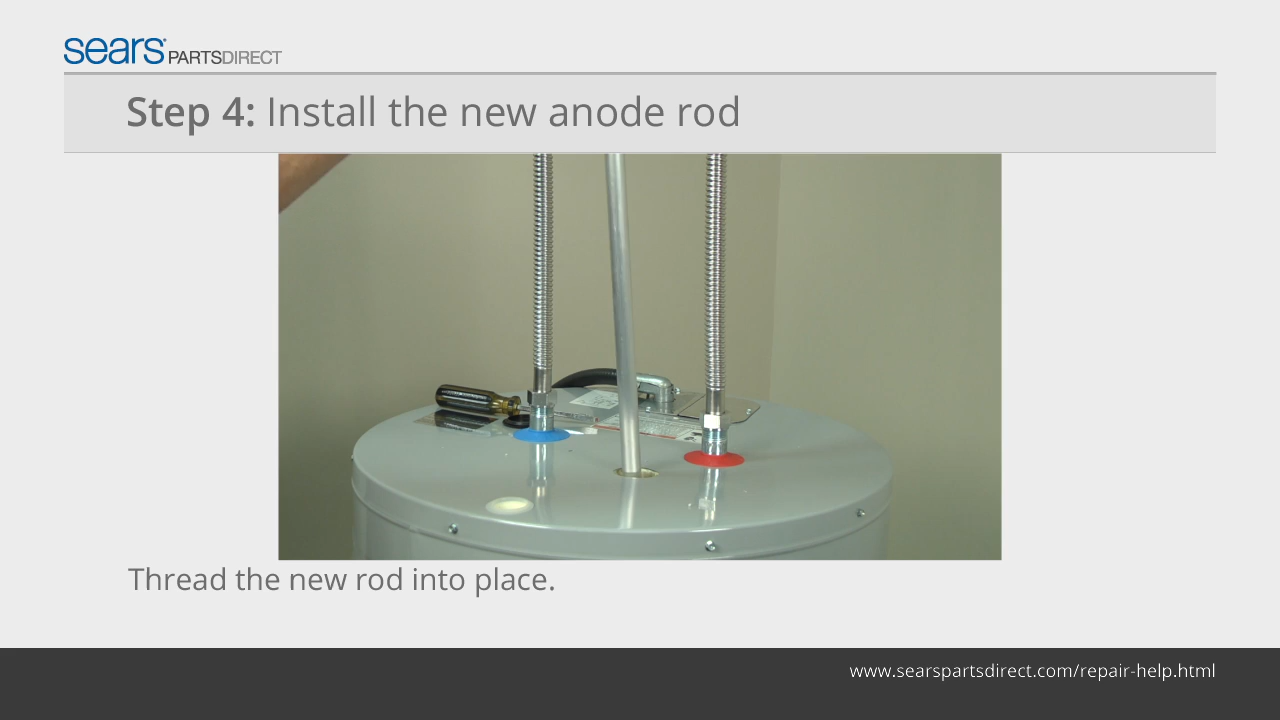 sears PARTSDIRECT
Step 4: Install the new anode rod
Thread the new rod into place.
www.searspartsdirect.com/repair-help.html